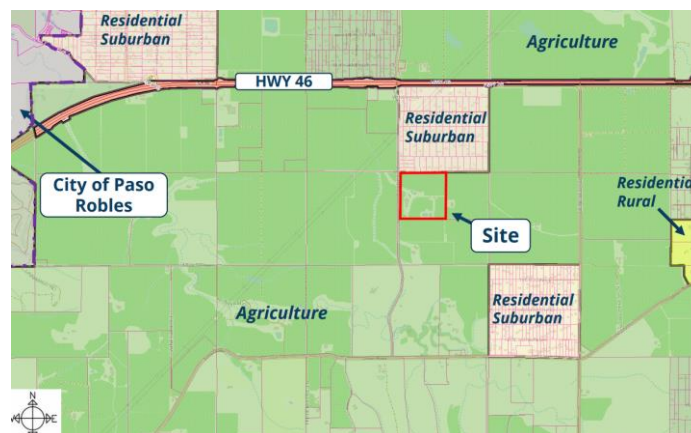 Residential
Suburban
Agriculture
HWY 46
Residential
Suburban
City of Paso
Robles
Residential
Rural
Site
Residential
Suburban
Agriculture
N
W
E